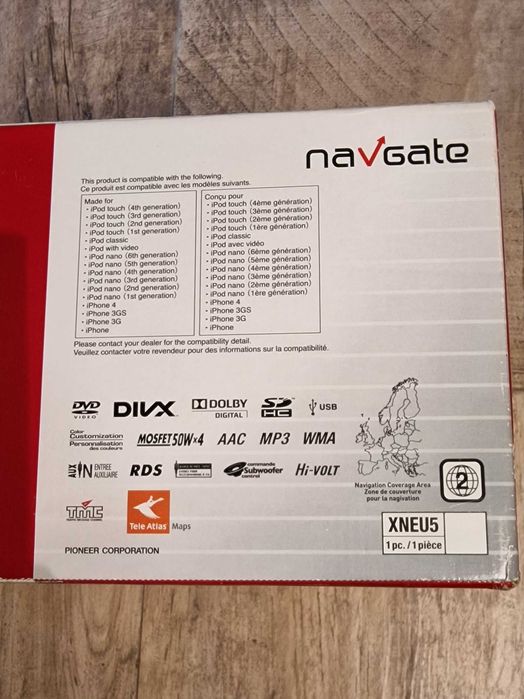 navGate
This product is compatible with the following.
Ce produit est compatible avec les modèles suivants.
Made for
· iPod touch (4th generation)
· iPod touch (3rd generation)
· iPod touch (2nd generation)
· iPod touch (1st generation)
· iPod classic
· iPod with video
· iPod nano (6th generation)
· iPod nano (5th generation)
· iPod nano (4th generation)
· iPod nano (3rd generation)
· iPod nano (2nd generation)
· iPod nano (1st generation)
· iPhone 4
· iPhone 3GS
· iPhone 3G
· iPhone
Conçu pour
· iPod touch (4ème génération)
· iPod touch (3ème génération)
· iPod touch (2ème génération)
· iPod touch (1ère génération)
· iPod classic
· iPod avec vidéo
· iPod nano (6ème génération)
· iPod nano (5ème génération)
· iPod nano (4ème génération)
· iPod nano (3ème génération)
· iPod nano (2ème génération)
· iPod nano (1ère génération)
· iPhone 4
· iPhone 3GS
· iPhone 3G
· iPhone
Please contact your dealer for the compatibility detail.
Veuillez contacter votre revendeur pour des informations sur la compatibilité.
DVD VIDEO
DIVX
DOLBY DIGITAL
SD HC
USB
Color Customization
Personnalisation des couleurs
MOSFET50W×4
AAC
MP3
WMA
AUX IN ENTRÉE AUXILIAIRE
RDS
commande Subwoofer control
Hi-VOLT
Navigation Coverage Area
Zone de couverture
pour la nagivation
2
TMC
TRAFFIC MESSAGE CHANNEL
Tele Atlas Maps
XNEU5
1 pc. / 1 pièce
PIONEER CORPORATION